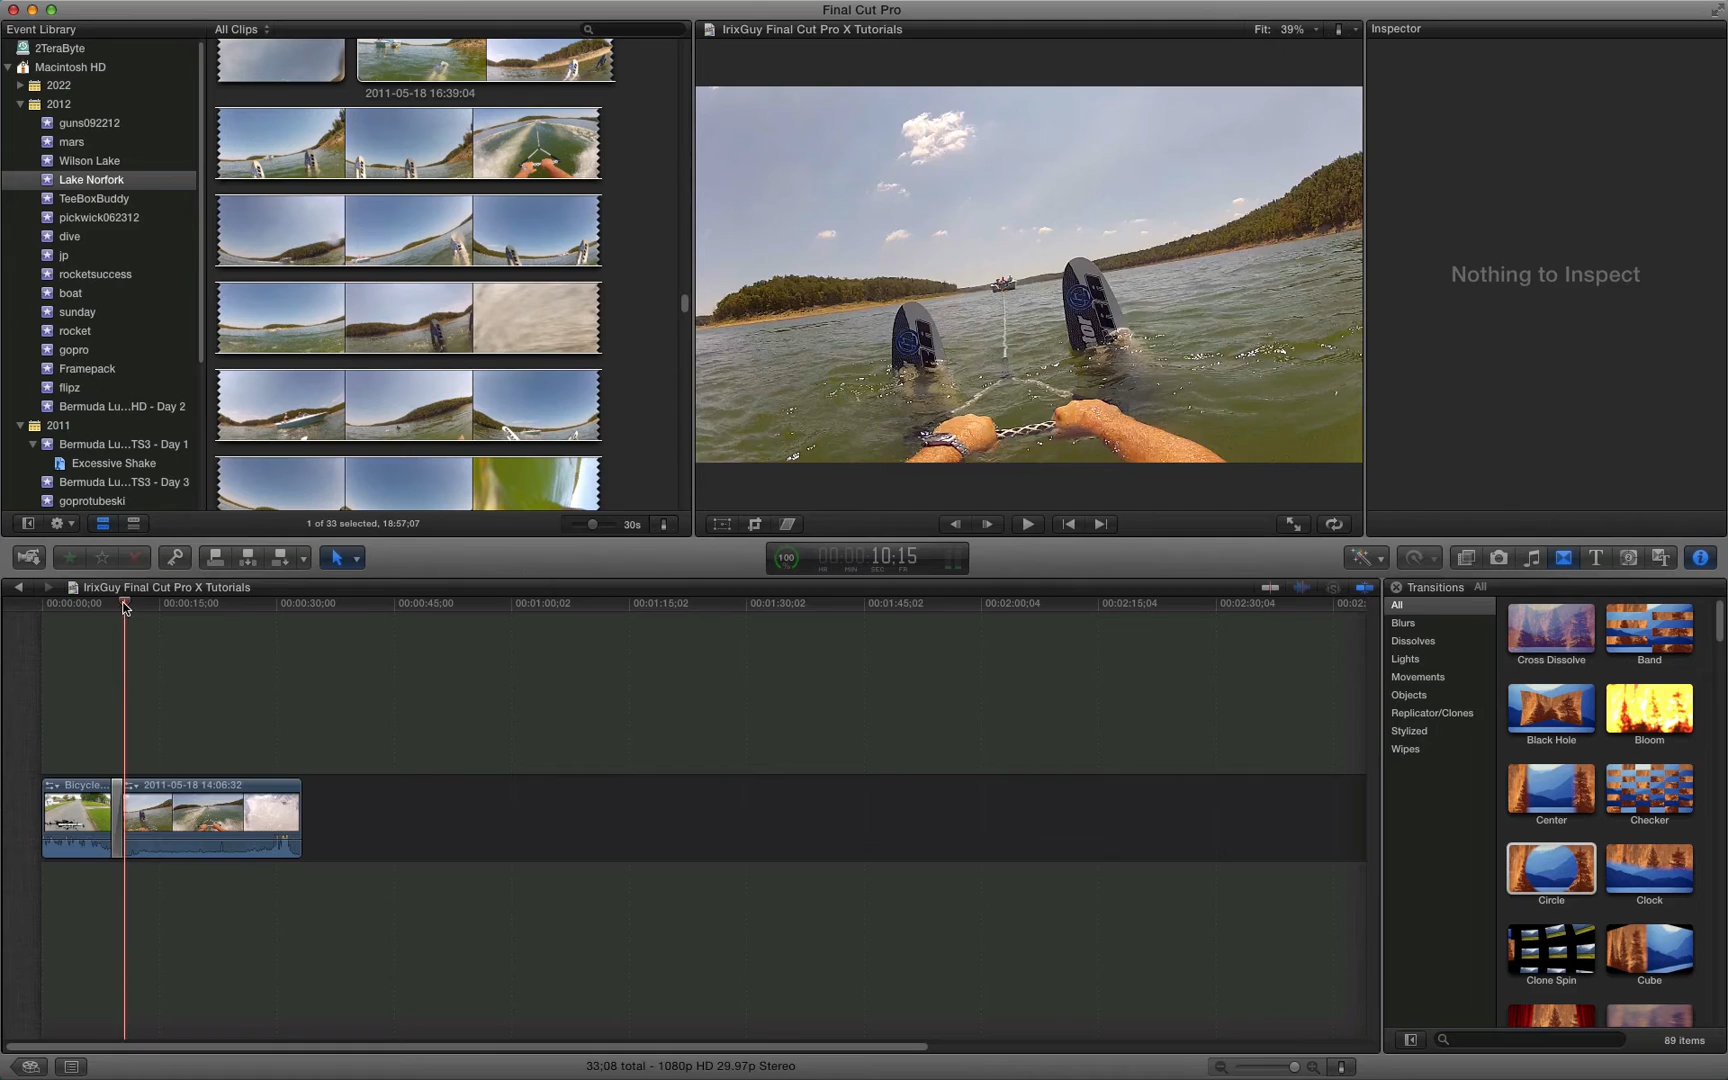 Final Cut Pro
Event Library
All Clips
IrixGuy Final Cut Pro X Tutorials
Fit: 39%
Inspector
2TeraByte
Macintosh HD
2022
2012
guns092212
mars
Wilson Lake
Lake Norfork
TeeBoxBuddy
pickwick062312
dive
jp
rocketsuccess
boat
sunday
rocket
gopro
Framepack
flipz
Bermuda Lu...HD - Day 2
2011
Bermuda Lu...TS3 - Day 1
Excessive Shake
Bermuda Lu...TS3 - Day 3
goprotubeski
2011-05-18 16:39:04
1 of 33 selected, 18:57;07
30s
Nothing to Inspect
100
00:00:10;15
HR MIN SEC FR
IrixGuy Final Cut Pro X Tutorials
00:00:00;00
00:00:15;00
00:00:30;00
00:00:45;00
00:01:00;02
00:01:15;02
00:01:30;02
00:01:45;02
00:02:00;04
00:02:15;04
00:02:30;04
00:02:
Bicycle...
2011-05-18 14:06:32
Transitions All
All
Blurs
Dissolves
Lights
Movements
Objects
Replicator/Clones
Stylized
Wipes
Cross Dissolve
Band
Black Hole
Bloom
Center
Checker
Circle
Clock
Clone Spin
Cube
89 items
33;08 total - 1080p HD 29.97p Stereo